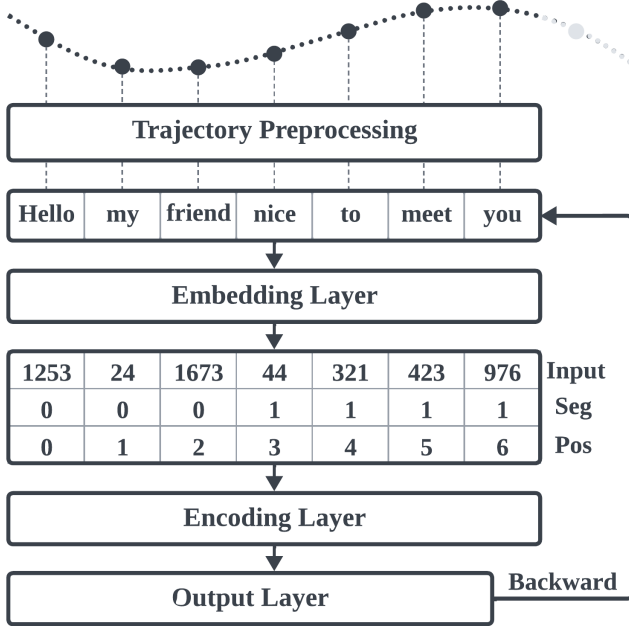 Trajectory Preprocessing
Hello my friend nice to meet you
Embedding Layer
1253 24 1673 44 321 423 976 Input
0 0 0 1 1 1 1 Seg
0 1 2 3 4 5 6 Pos
Encoding Layer
Output Layer
Backward